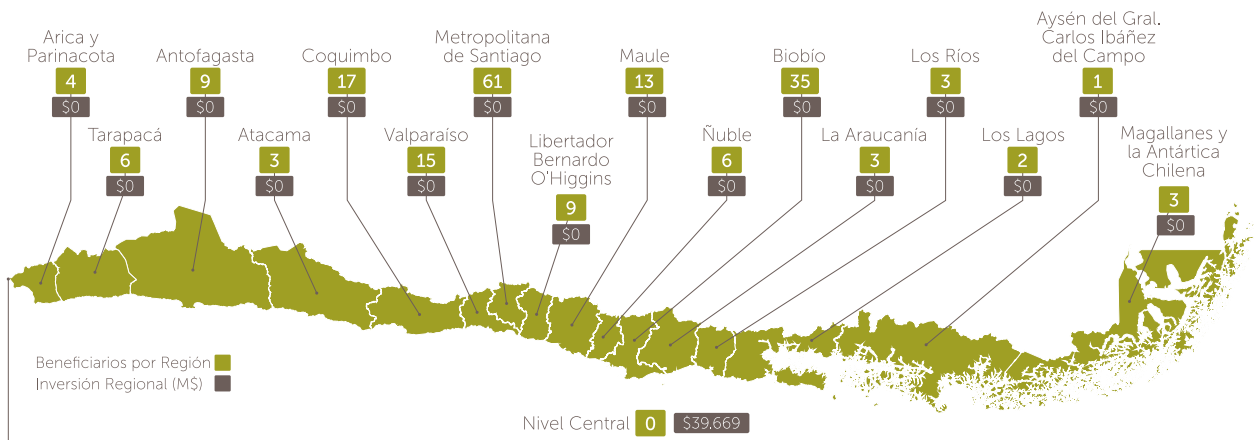 Arica y
Parinacota
4
$0
Tarapacá
6
$0
Antofagasta
9
$0
Atacama
3
$0
Coquimbo
17
$0
Valparaíso
15
$0
Metropolitana
de Santiago
61
$0
Libertador
Bernardo
O'Higgins
9
$0
Maule
13
$0
Ñuble
6
$0
Biobío
35
$0
La Araucanía
3
$0
Los Ríos
3
$0
Los Lagos
2
$0
Aysén del Gral.
Carlos Ibáñez
del Campo
1
$0
Magallanes y
la Antártica
Chilena
3
$0
Beneficiarios por Región
Inversión Regional (M$)
Nivel Central 0 $39.669